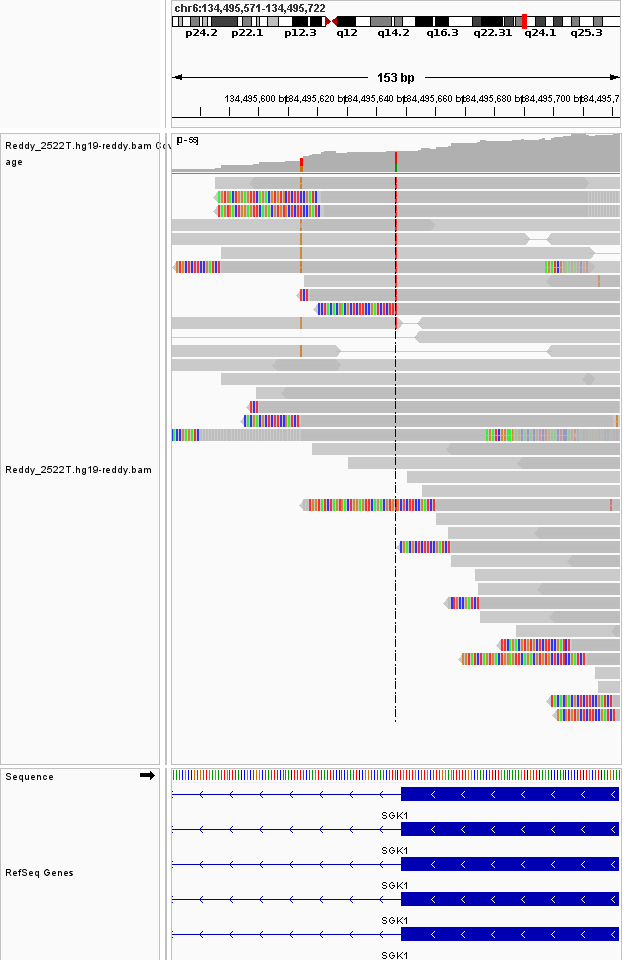 chr6:134,495,571-134,495,722
p24.2 p22.1 p12.3 q12 q14.2 q16.3 q22.31 q24.1 q25.3
153 bp
134,495,600 bp 134,495,620 bp 134,495,640 bp 134,495,660 bp 134,495,680 bp 134,495,700 bp
Reddy_2522T.hg19-reddy.bam Cov
age
Reddy_2522T.hg19-reddy.bam
Sequence
SGK1
SGK1
RefSeq Genes
SGK1
SGK1
SGK1